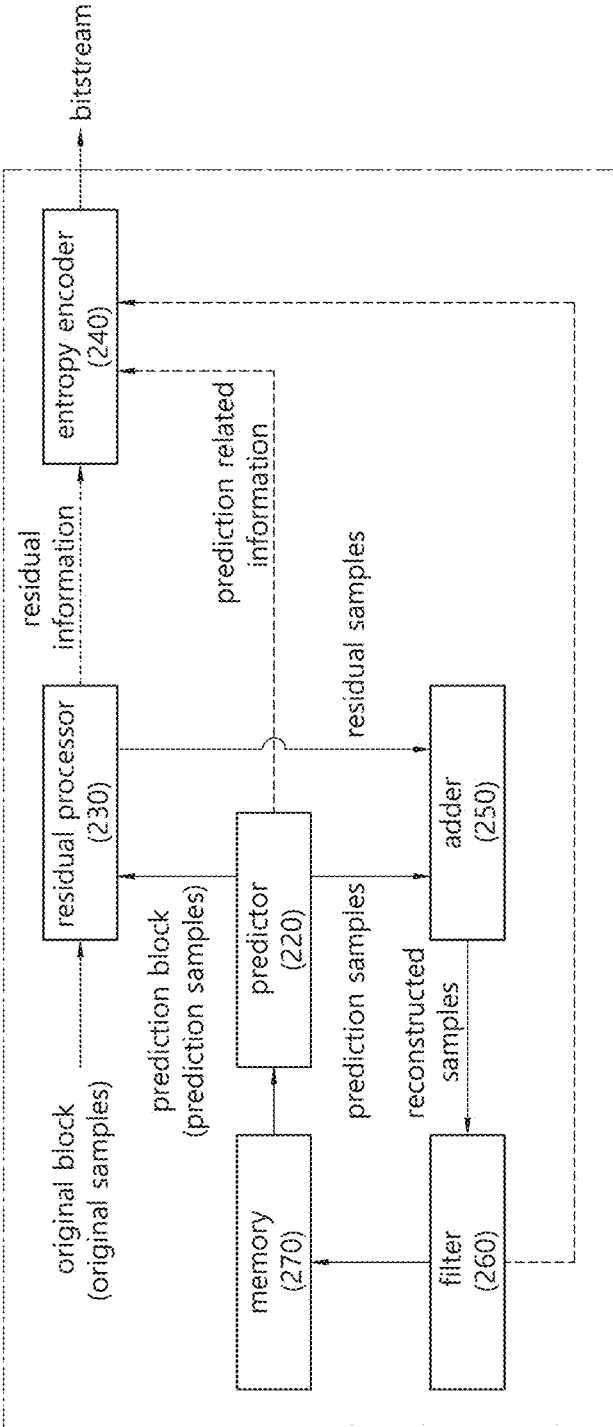 original block
(original samples)
residual processor
(230)
residual
information
entropy encoder
(240)
bitstream
prediction block
(prediction samples)
prediction related
information
memory
(270)
predictor
(220)
prediction samples
residual samples
reconstructed
samples
filter
(260)
adder
(250)